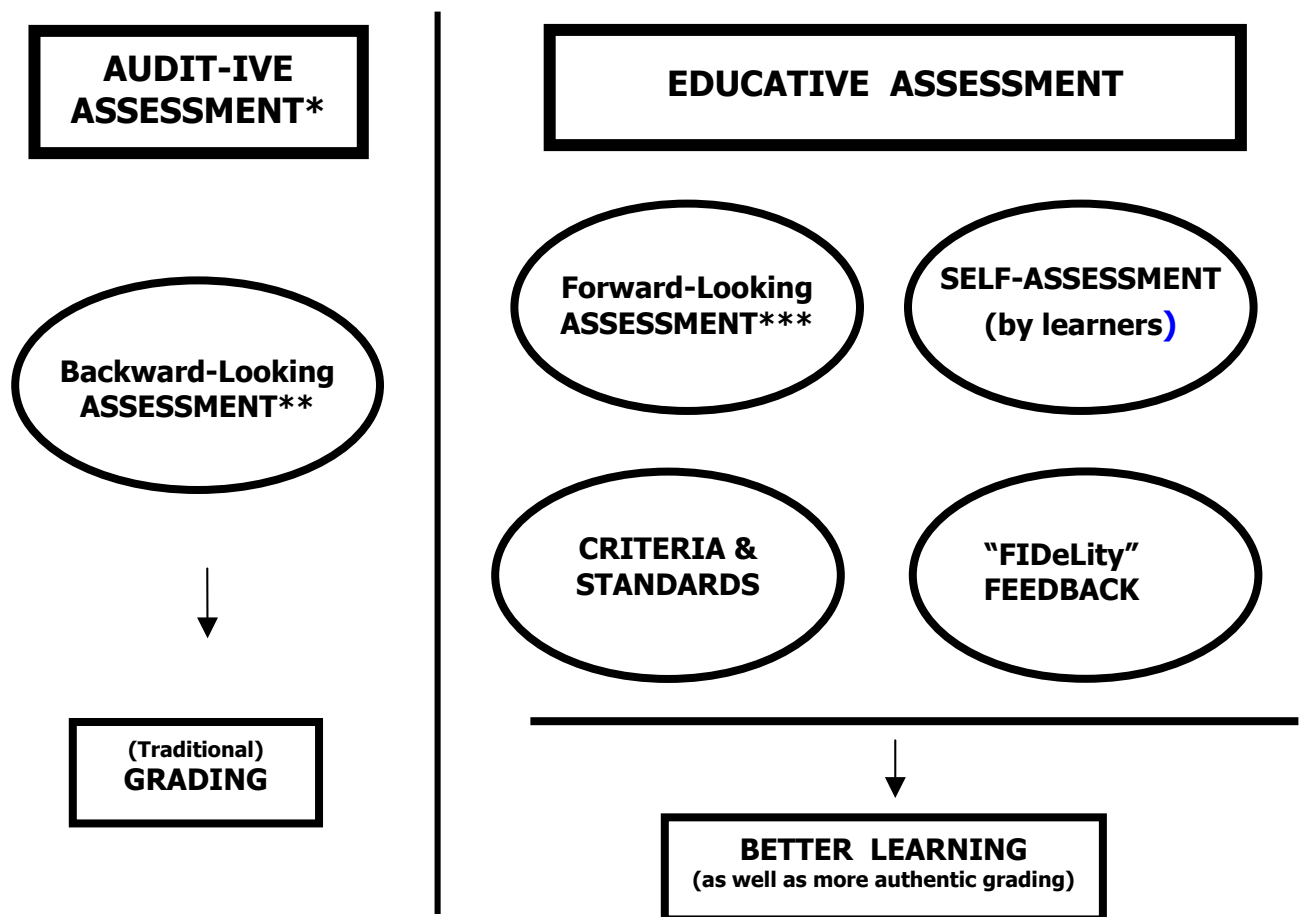 AUDIT-IVE
ASSESSMENT*
Backward-Looking
ASSESSMENT**
(Traditional)
GRADING
EDUCATIVE ASSESSMENT
Forward-Looking
ASSESSMENT***
SELF-ASSESSMENT
(by learners)
CRITERIA &
STANDARDS
“FIDeLity”
FEEDBACK
BETTER LEARNING
(as well as more authentic grading)